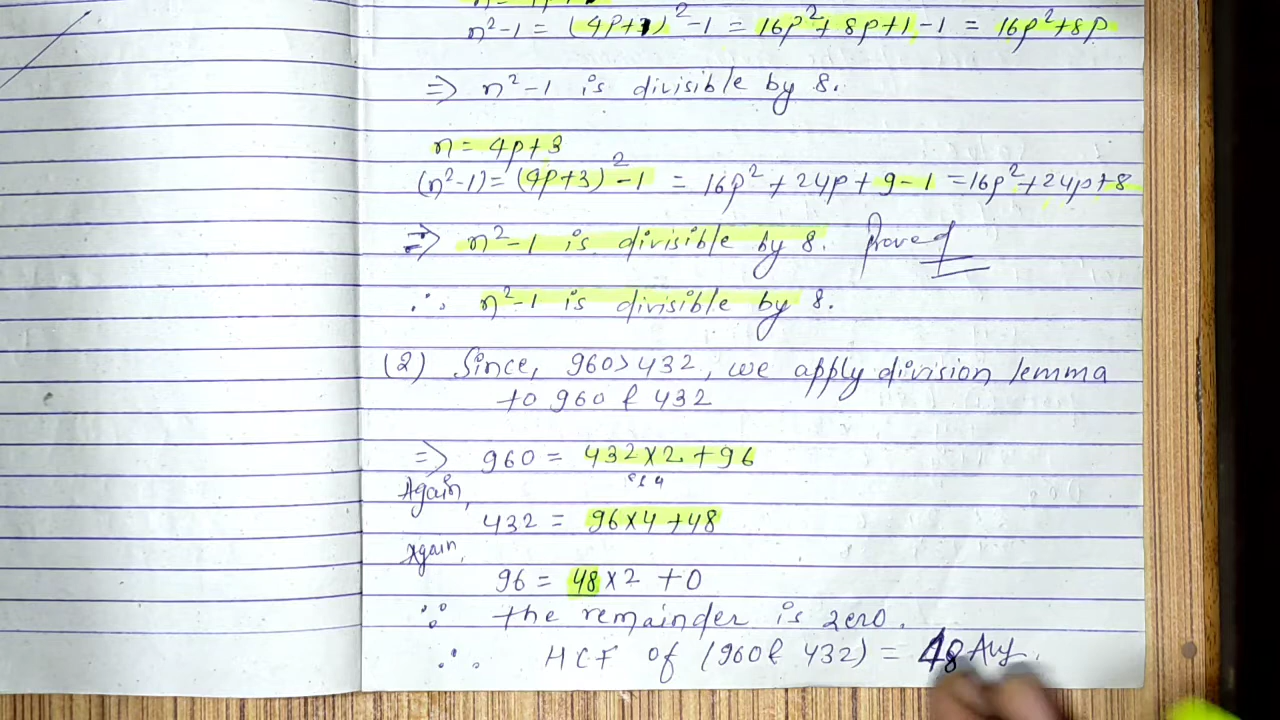 n²-1 = (4p+1)²-1 = 16p²+8p+1-1 = 16p²+8p
⇒ n²-1 is divisible by 8.
n = 4p+3
(n²-1) = (4p+3)²-1 = 16p²+24p+9-1 = 16p²+24p+8
⇒ n²-1 is divisible by 8. Proved
∴ n²-1 is divisible by 8.
(2) Since, 960>432, we apply division lemma
to 960 & 432
⇒ 960 = 432×2+96
Again,
432 = 96×4+48
Again,
96 = 48×2+0
∵ the remainder is zero.
∴ HCF of (960& 432) = 48 Ans.